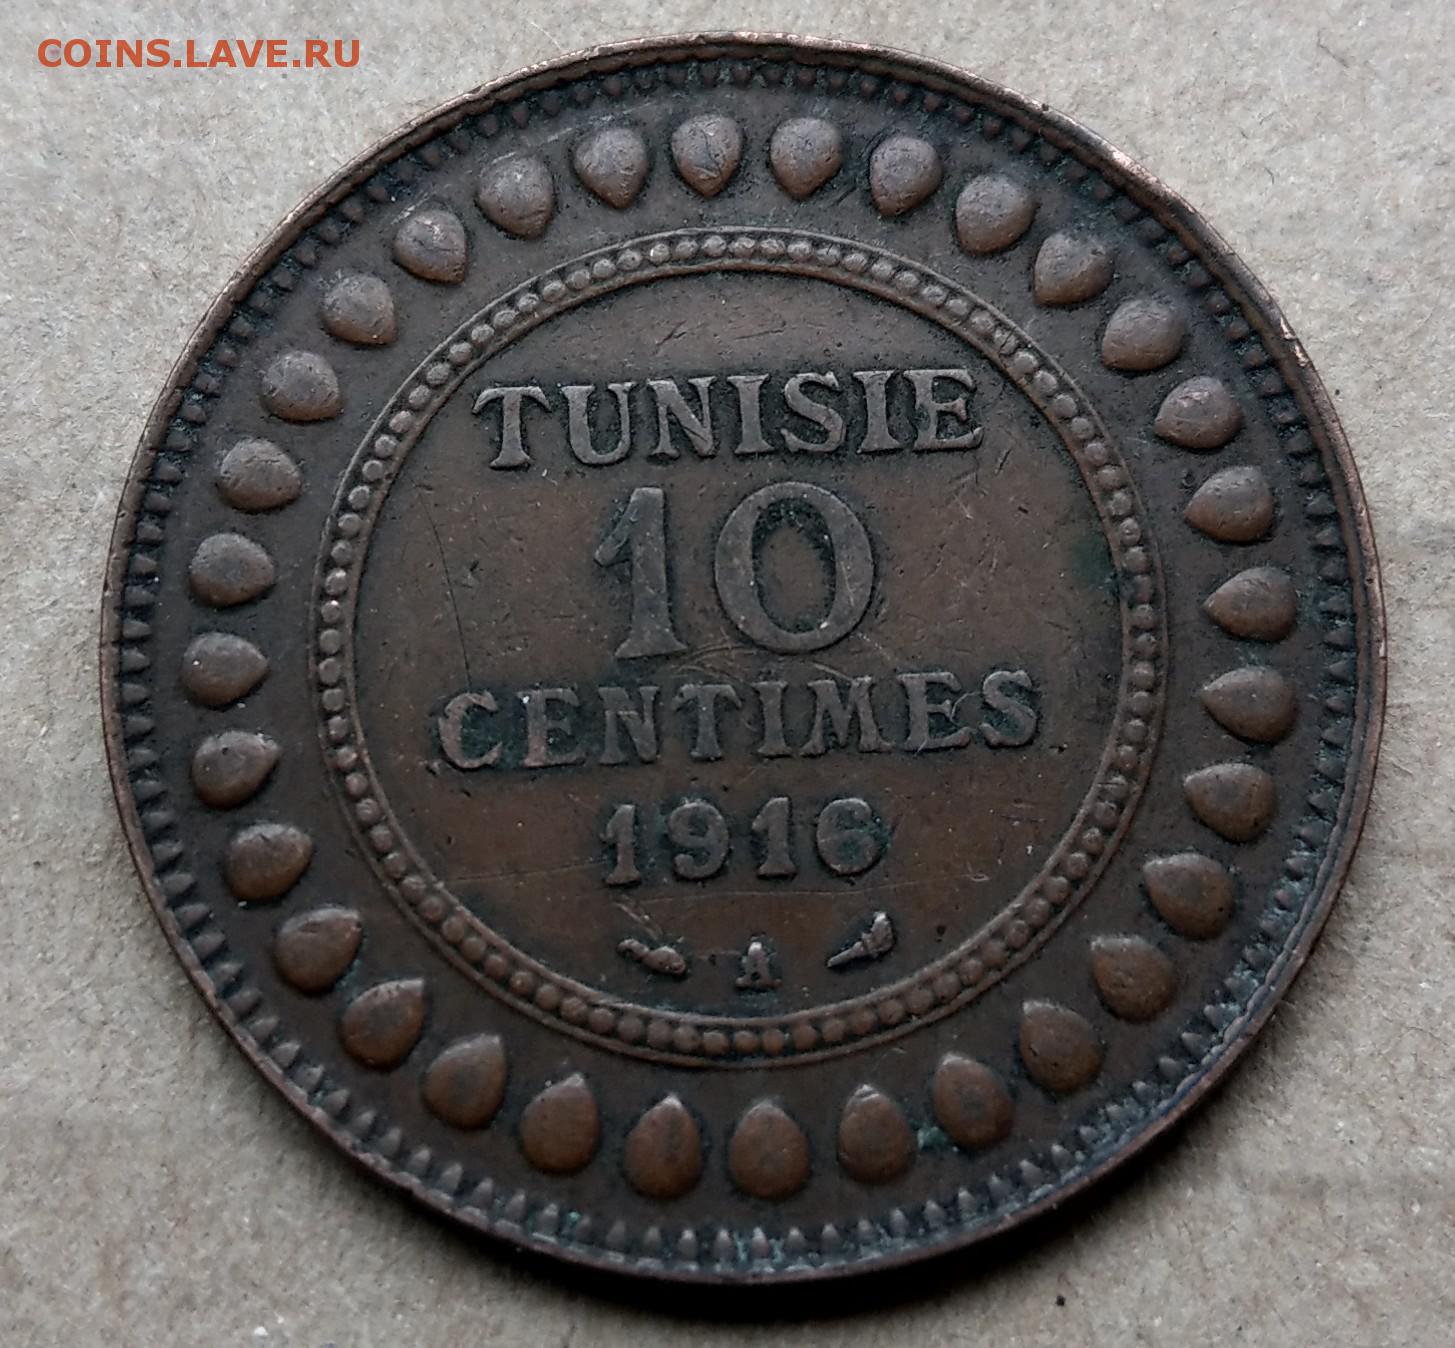 COINS.LAVE.RU
TUNISIE
10
CENTIMES
1916
A